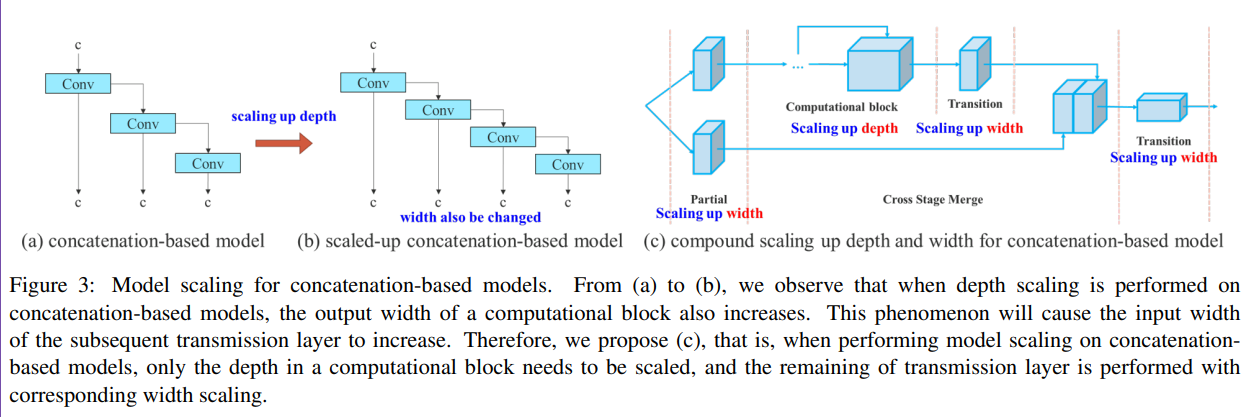 c
c
Conv
Conv
Conv
Conv
scaling up depth
Conv
Conv
Conv
Conv
c
c
c
c
c
c
c
width also be changed
...
Computational block
Scaling up depth
Transition
Scaling up width
Transition
Scaling up width
Partial
Scaling up width
Cross Stage Merge
(a) concatenation-based model
(b) scaled-up concatenation-based model
(c) compound scaling up depth and width for concatenation-based model
Figure 3: Model scaling for concatenation-based models. From (a) to (b), we observe that when depth scaling is performed on
concatenation-based models, the output width of a computational block also increases. This phenomenon will cause the input width
of the subsequent transmission layer to increase. Therefore, we propose (c), that is, when performing model scaling on concatenation-
based models, only the depth in a computational block needs to be scaled, and the remaining of transmission layer is performed with
corresponding width scaling.